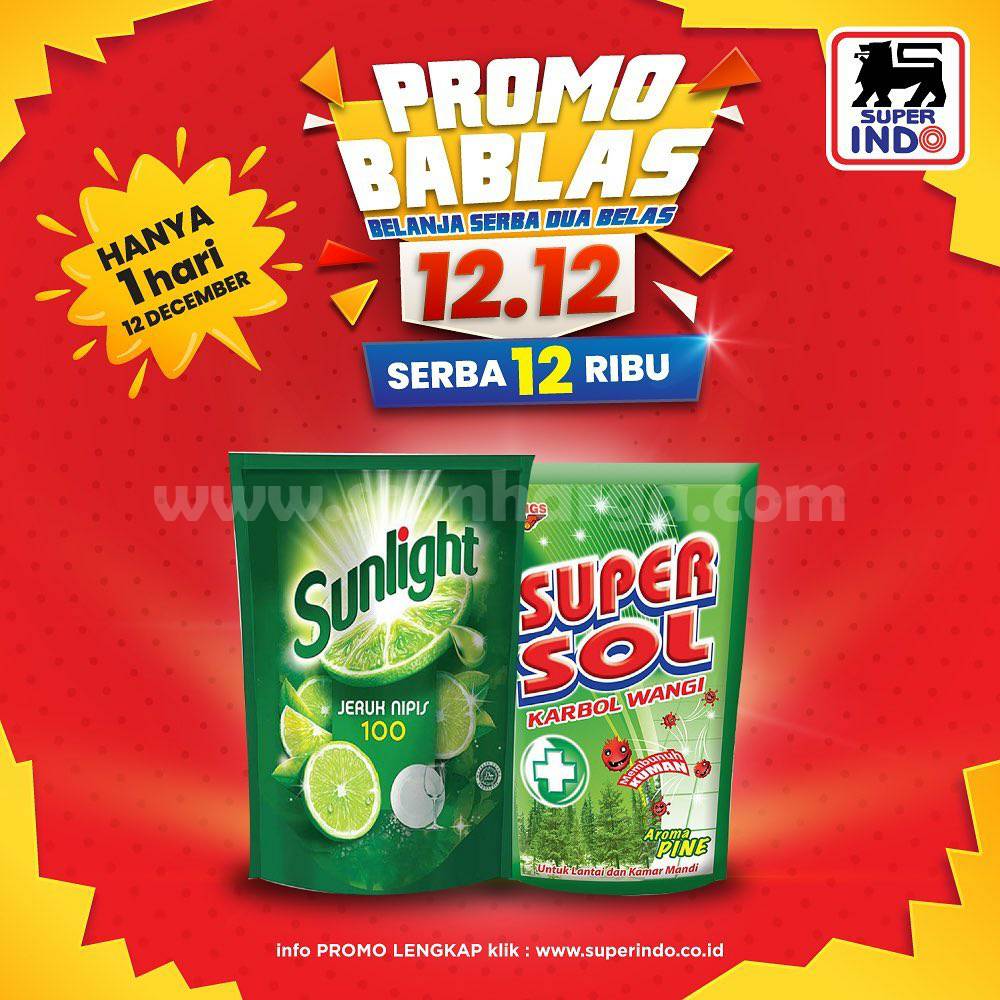 PROMO
BABLAS
BELANJA SERBA DUA BELAS
12.12
SERBA 12 RIBU
SUPER
INDO
HANYA
1 hari
12 DECEMBER
Sunlight
JERUK NIPIS
100
SUPER
SOL
KARBOL WANGI
Membunuh
KUMAN
Aroma
PINE
Untuk Lantai dan Kamar Mandi
info PROMO LENGKAP klik : www.superindo.co.id